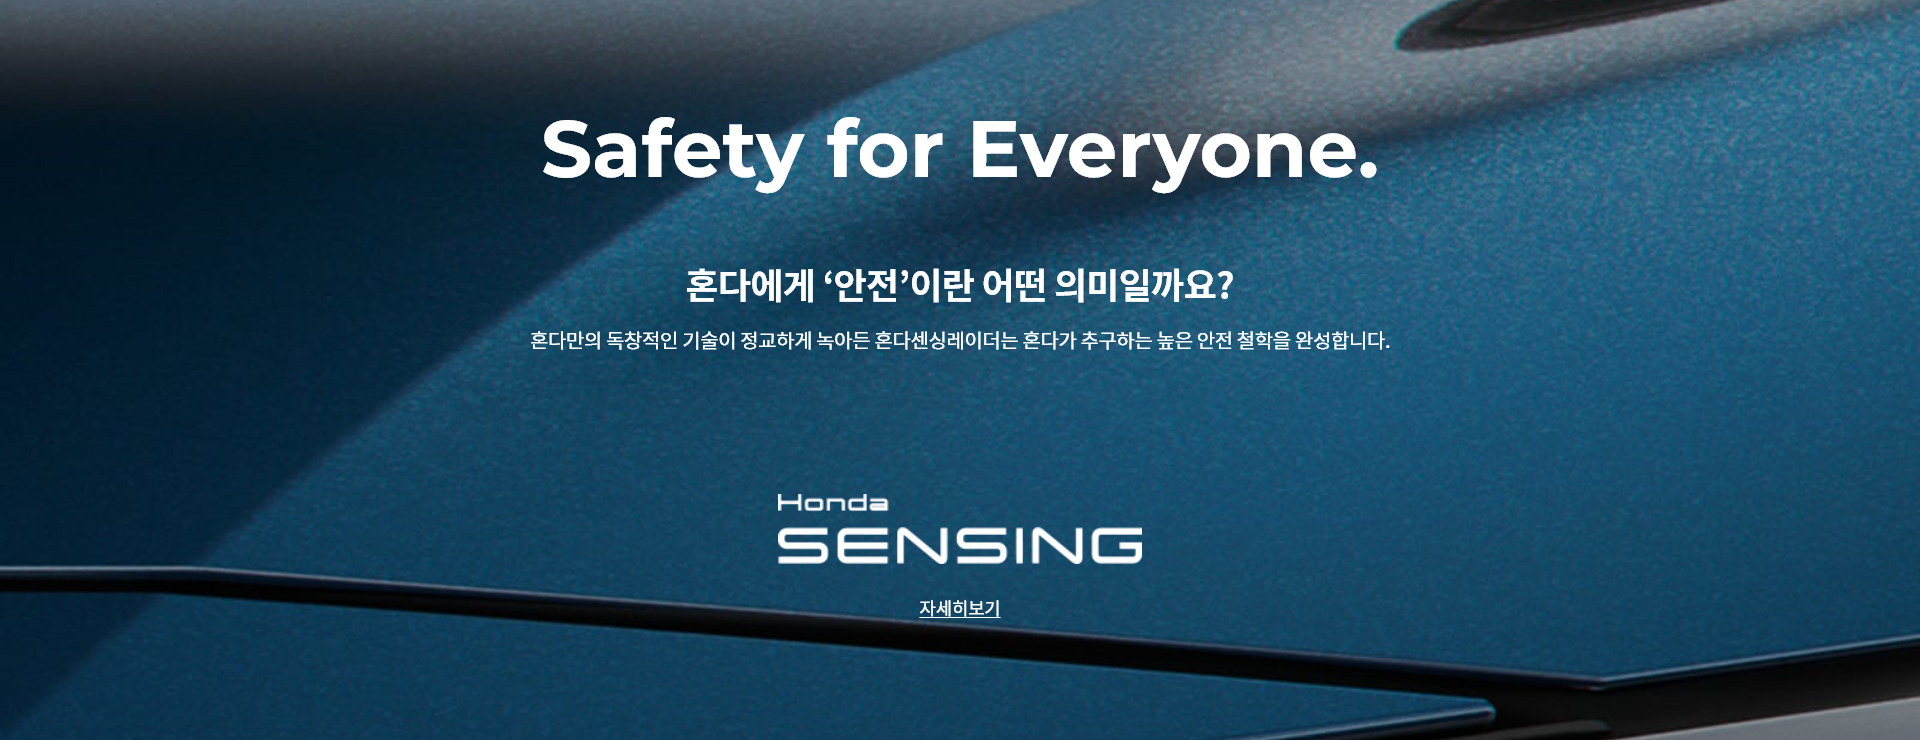 Safety for Everyone.
혼다에게 ‘안전’이란 어떤 의미일까요?
혼다만의 독창적인 기술이 정교하게 녹아든 혼다센싱레이더는 혼다가 추구하는 높은 안전 철학을 완성합니다.
Honda
SENSING
자세히보기